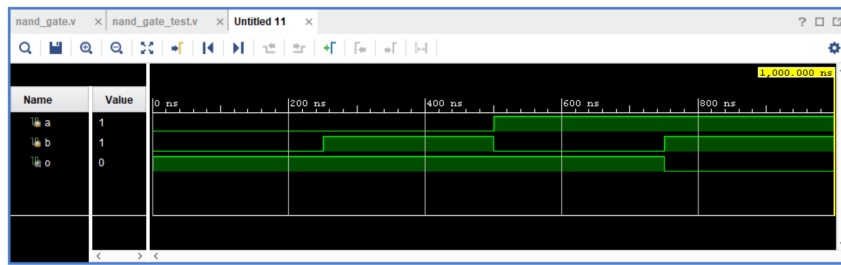 nand_gate.v × nand_gate_test.v × Untitled 11 ×
1,000.000 ns
Name Value 0 ns 200 ns 400 ns 600 ns 800 ns
a 1
b 1
o 0